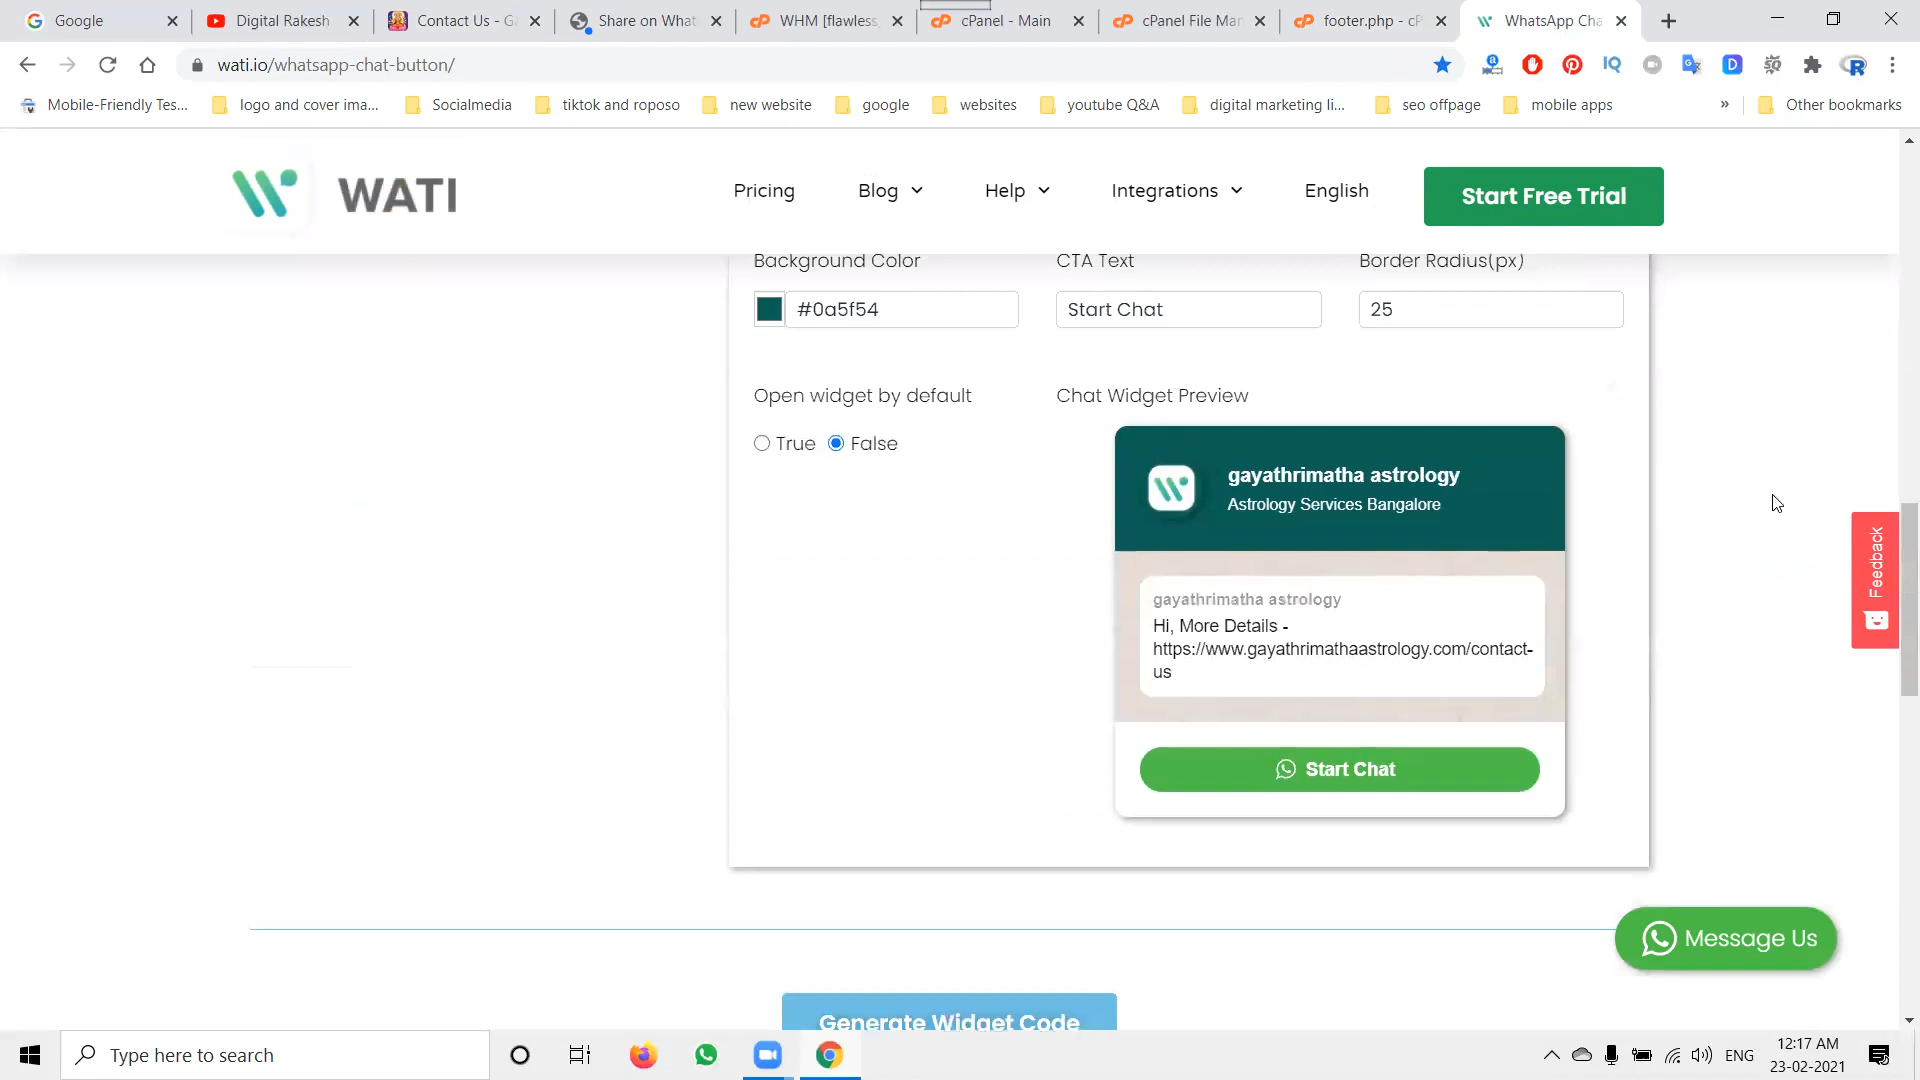 Google
Digital Rakesh
Contact Us - G
Share on What
WHM [flawless
cPanel - Main
cPanel File Man
footer.php - cP
WhatsApp Cha
wati.io/whatsapp-chat-button/
Mobile-Friendly Tes...
logo and cover ima...
Socialmedia
tiktok and roposo
new website
google
websites
youtube Q&A
digital marketing li...
seo offpage
mobile apps
»
Other bookmarks
WATI
Pricing
Blog
Help
Integrations
English
Start Free Trial
Background Color
CTA Text
Border Radius(px)
#0a5f54
Start Chat
25
Open widget by default
Chat Widget Preview
True
False
gayathrimatha astrology
Astrology Services Bangalore
gayathrimatha astrology
Hi, More Details -
https://www.gayathrimathaastrology.com/contact-
us
Start Chat
Feedback
Message Us
Generate Widget Code
Type here to search
ENG
12:17 AM
23-02-2021